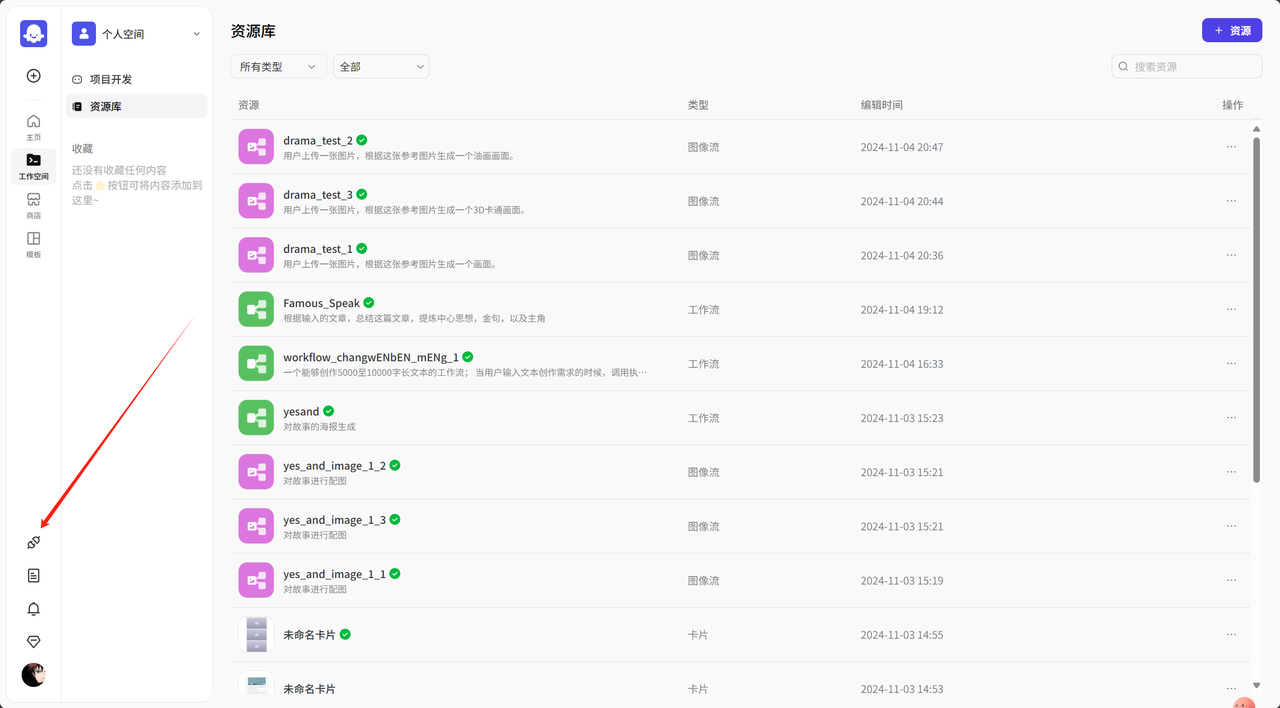 个人空间
项目开发
资源库
收藏
还没有收藏任何内容
点击 按钮可将内容添加到
这里~
主页
工作空间
商店
模板
资源库
+ 资源
所有类型
全部
搜索资源
资源 类型 编辑时间 操作
drama_test_2
用户上传一张图片，根据这张参考图片生成一个油画画面。
图像流 2024-11-04 20:47 ···
drama_test_3
用户上传一张图片，根据这张参考图片生成一个3D卡通画面。
图像流 2024-11-04 20:44 ···
drama_test_1
用户上传一张图片，根据这张参考图片生成一个画面。
图像流 2024-11-04 20:36 ···
Famous_Speak
根据输入的文章，总结这篇文章，提炼中心思想，金句，以及主角
工作流 2024-11-04 19:12 ···
workflow_changwENbEN_mENg_1
一个能够创作5000至10000字长文本的工作流； 当用户输入文本创作需求的时候，调用执···
工作流 2024-11-04 16:33 ···
yesand
对故事的海报生成
工作流 2024-11-03 15:23 ···
yes_and_image_1_2
对故事进行配图
图像流 2024-11-03 15:21 ···
yes_and_image_1_3
对故事进行配图
图像流 2024-11-03 15:21 ···
yes_and_image_1_1
对故事进行配图
图像流 2024-11-03 15:19 ···
未命名卡片
卡片 2024-11-03 14:55 ···
未命名卡片
卡片 2024-11-03 14:53 ···